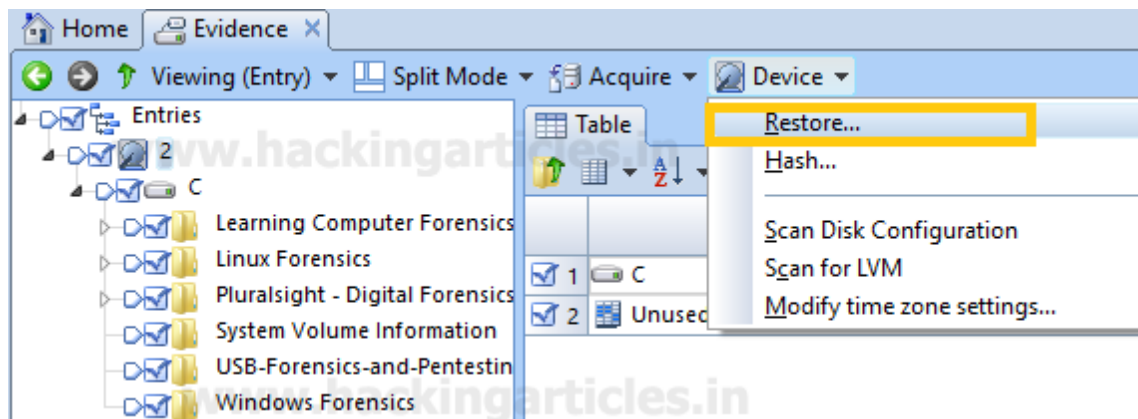 Home Evidence
Viewing (Entry) Split Mode Acquire Device
Entries
2
C
Learning Computer Forensics
Linux Forensics
Pluralsight - Digital Forensics
System Volume Information
USB-Forensics-and-Pentestin
Windows Forensics
Table
1 C
2 Unused
Restore...
Hash...
Scan Disk Configuration
Scan for LVM
Modify time zone settings...
www.hackingarticles.in
www.hackingarticles.in